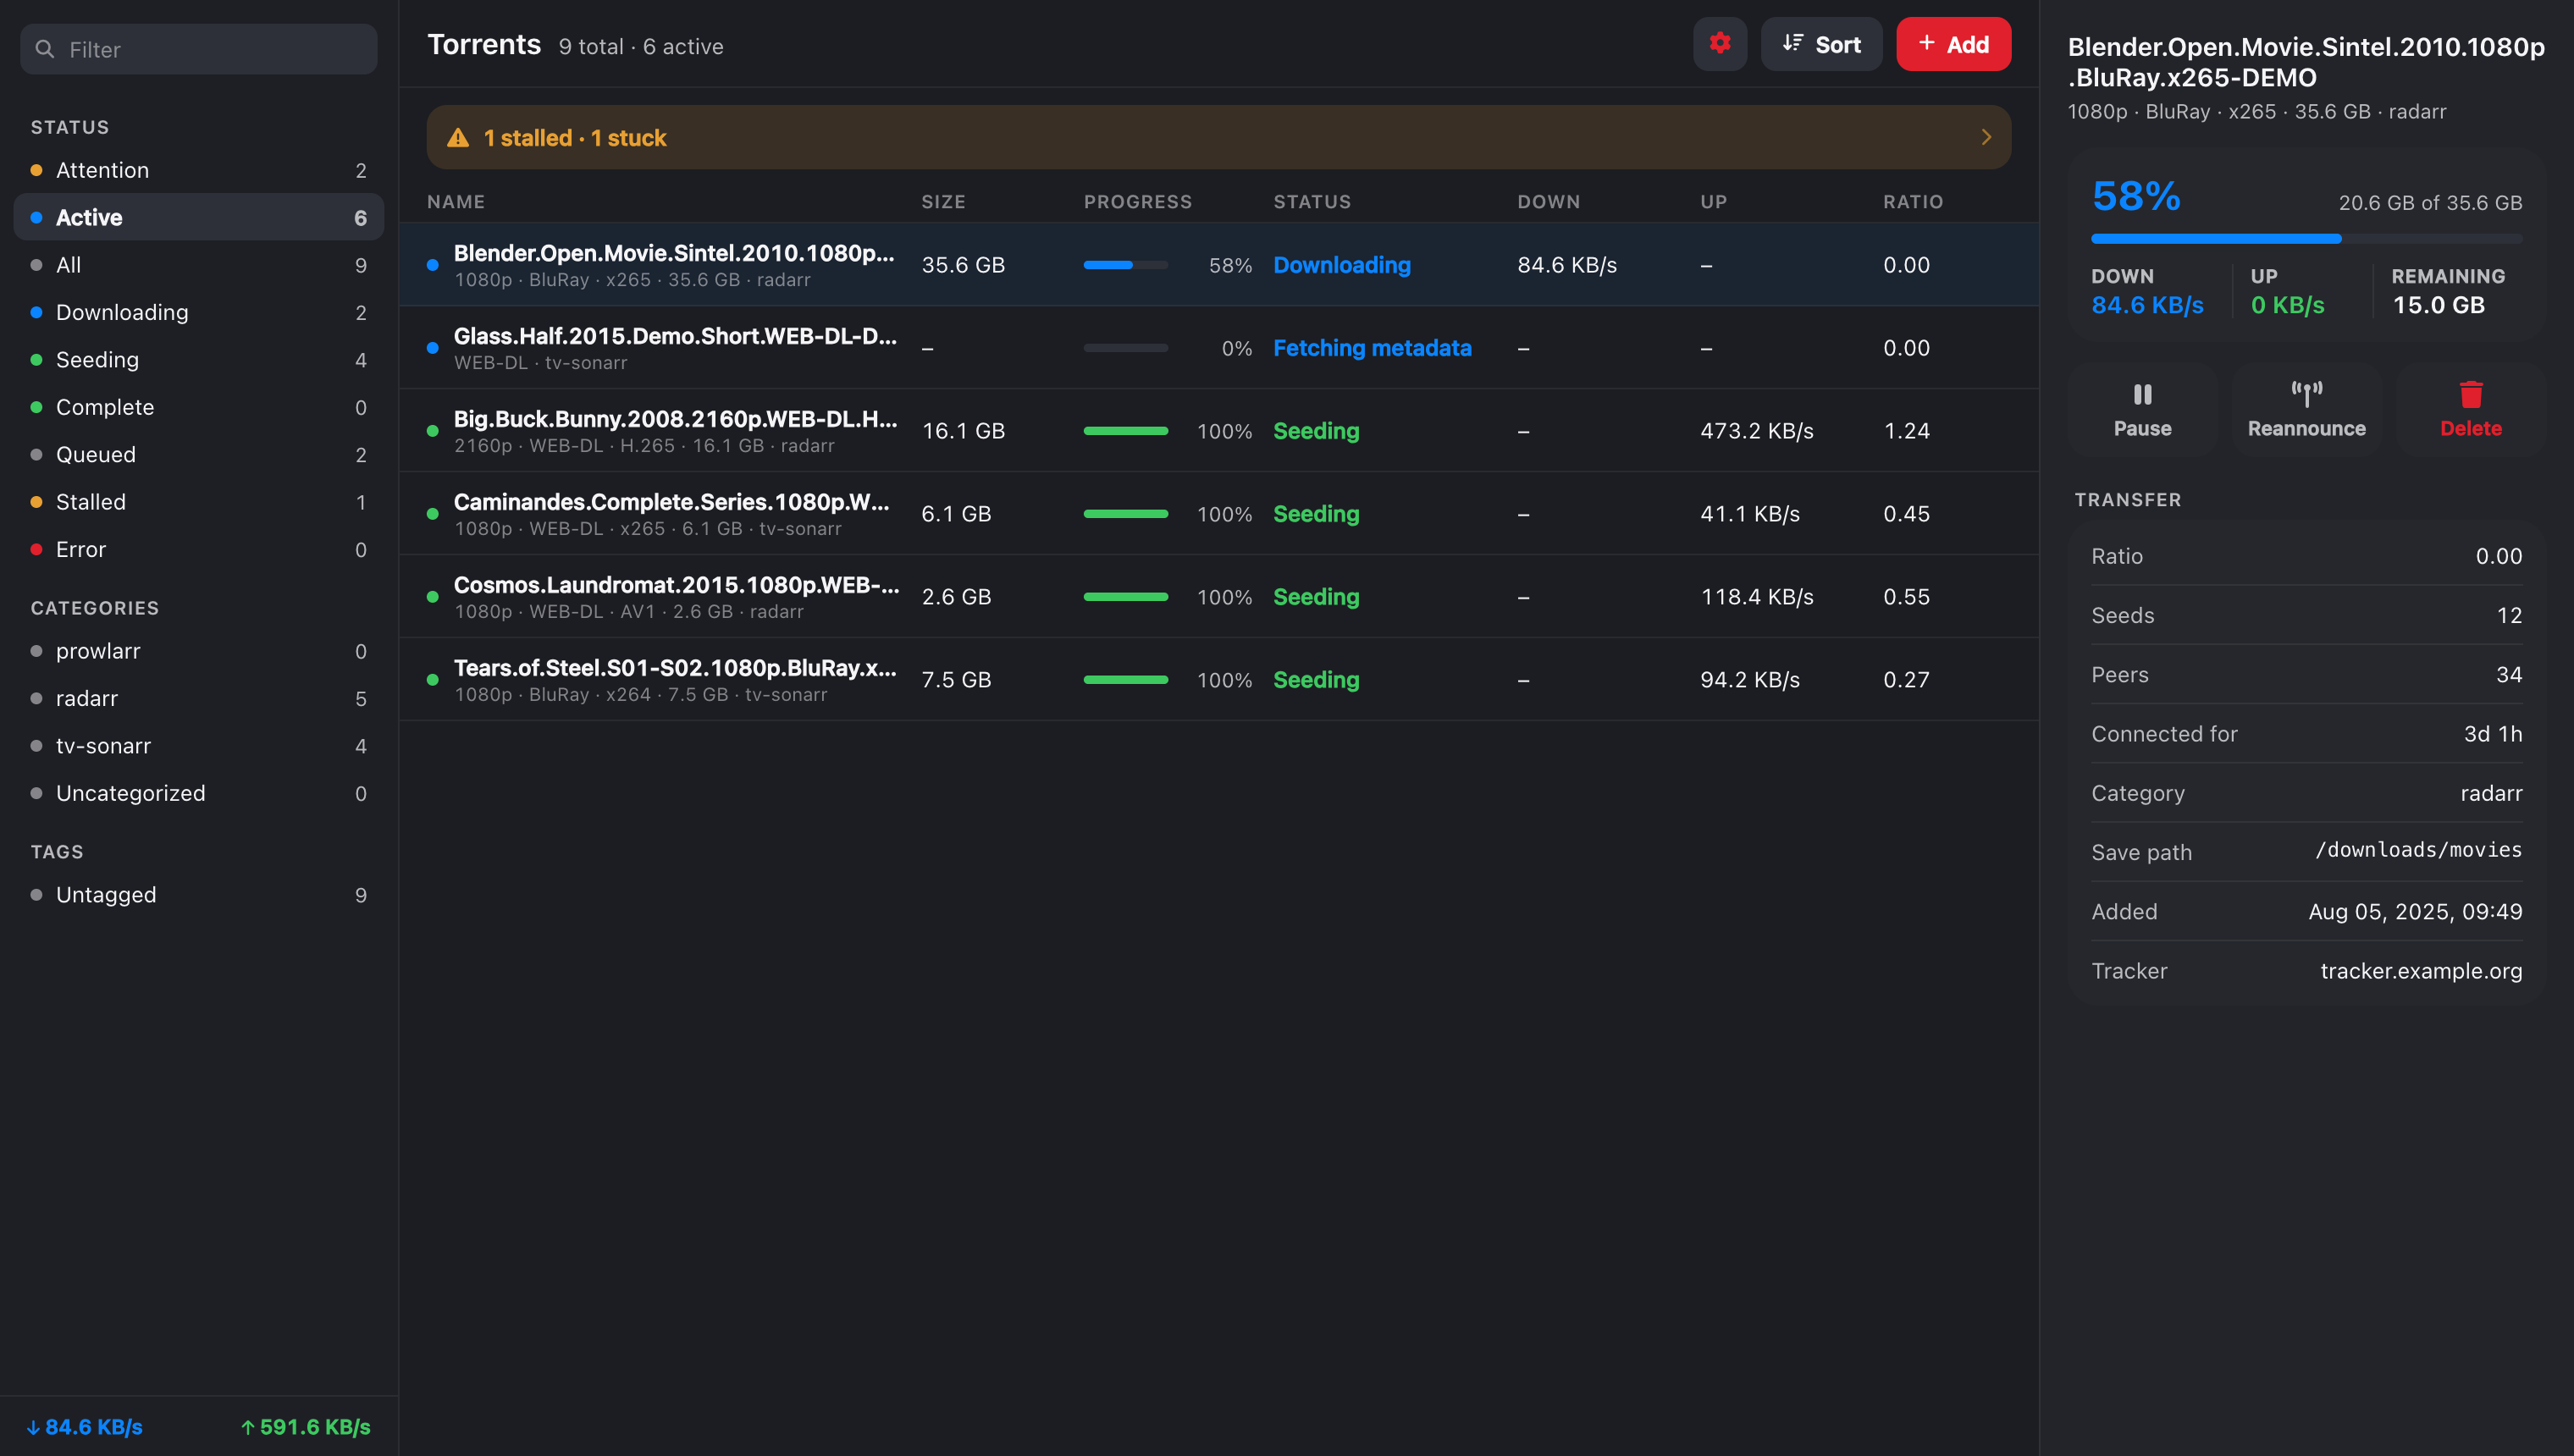 Filter
STATUS
Attention 2
Active 6
All 9
Downloading 2
Seeding 4
Complete 0
Queued 2
Stalled 1
Error 0
CATEGORIES
prowlarr 0
radarr 5
tv-sonarr 4
Uncategorized 0
TAGS
Untagged 9
↓ 84.6 KB/s ↑ 591.6 KB/s
Torrents 9 total · 6 active
Sort + Add
1 stalled · 1 stuck
NAME SIZE PROGRESS STATUS DOWN UP RATIO
Blender.Open.Movie.Sintel.2010.1080p... 35.6 GB 58% Downloading 84.6 KB/s – 0.00
1080p · BluRay · x265 · 35.6 GB · radarr
Glass.Half.2015.Demo.Short.WEB-DL-D... – 0% Fetching metadata – – 0.00
WEB-DL · tv-sonarr
Big.Buck.Bunny.2008.2160p.WEB-DL.H... 16.1 GB 100% Seeding – 473.2 KB/s 1.24
2160p · WEB-DL · H.265 · 16.1 GB · radarr
Caminandes.Complete.Series.1080p.W... 6.1 GB 100% Seeding – 41.1 KB/s 0.45
1080p · WEB-DL · x265 · 6.1 GB · tv-sonarr
Cosmos.Laundromat.2015.1080p.WEB-... 2.6 GB 100% Seeding – 118.4 KB/s 0.55
1080p · WEB-DL · AV1 · 2.6 GB · radarr
Tears.of.Steel.S01-S02.1080p.BluRay.x... 7.5 GB 100% Seeding – 94.2 KB/s 0.27
1080p · BluRay · x264 · 7.5 GB · tv-sonarr
Blender.Open.Movie.Sintel.2010.1080p
.BluRay.x265-DEMO
1080p · BluRay · x265 · 35.6 GB · radarr
58% 20.6 GB of 35.6 GB
DOWN UP REMAINING
84.6 KB/s 0 KB/s 15.0 GB
Pause Reannounce Delete
TRANSFER
Ratio 0.00
Seeds 12
Peers 34
Connected for 3d 1h
Category radarr
Save path /downloads/movies
Added Aug 05, 2025, 09:49
Tracker tracker.example.org